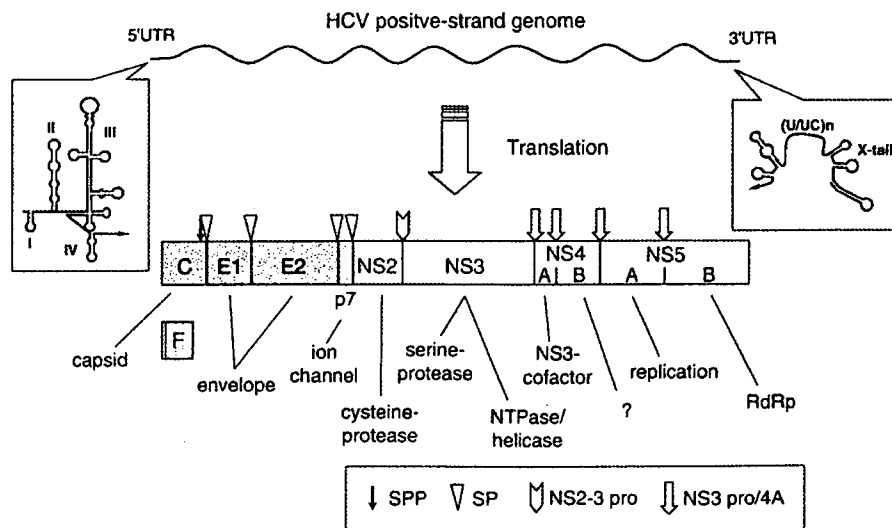 HCV positve-strand genome
5'UTR
3'UTR
II
III
I
IV
(U/UC)n
X-tail
Translation
C
E1
E2
p7
NS2
NS3
NS4
A
B
NS5
A
B
F
capsid
envelope
ion
channel
cysteine-
protease
serine-
protease
NTPase/
helicase
NS3-
cofactor
?
replication
RdRp
SPP
SP
NS2-3 pro
NS3 pro/4A